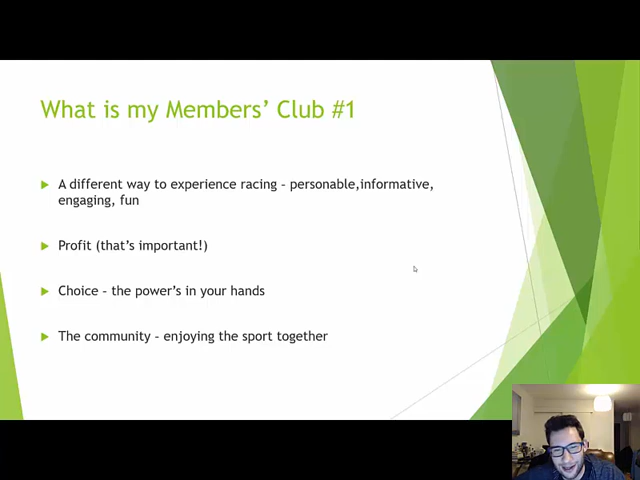 What is my Members' Club #1
A different way to experience racing – personable,informative,
engaging, fun
Profit (that's important!)
Choice – the power's in your hands
The community – enjoying the sport together